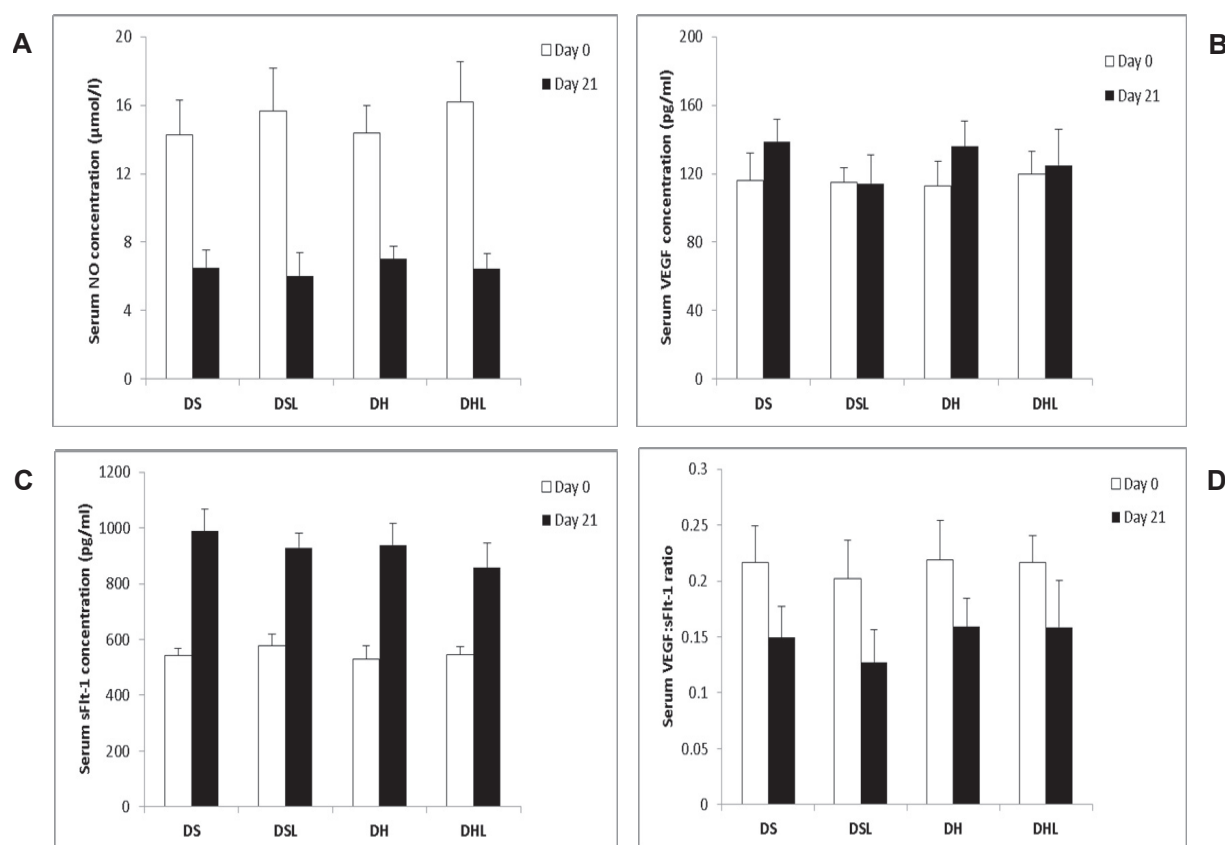 A
Serum NO concentration (µmol/l)
20
16
12
8
4
0
Day 0
Day 21
DS DSL DH DHL
B
Serum VEGF concentration (pg/ml)
200
160
120
80
40
0
Day 0
Day 21
DS DSL DH DHL
C
Serum sFlt-1 concentration (pg/ml)
1200
1000
800
600
400
200
0
Day 0
Day 21
DS DSL DH DHL
D
Serum VEGF:sFlt-1 ratio
0.3
0.25
0.2
0.15
0.1
0.05
0
Day 0
Day 21
DS DSL DH DHL